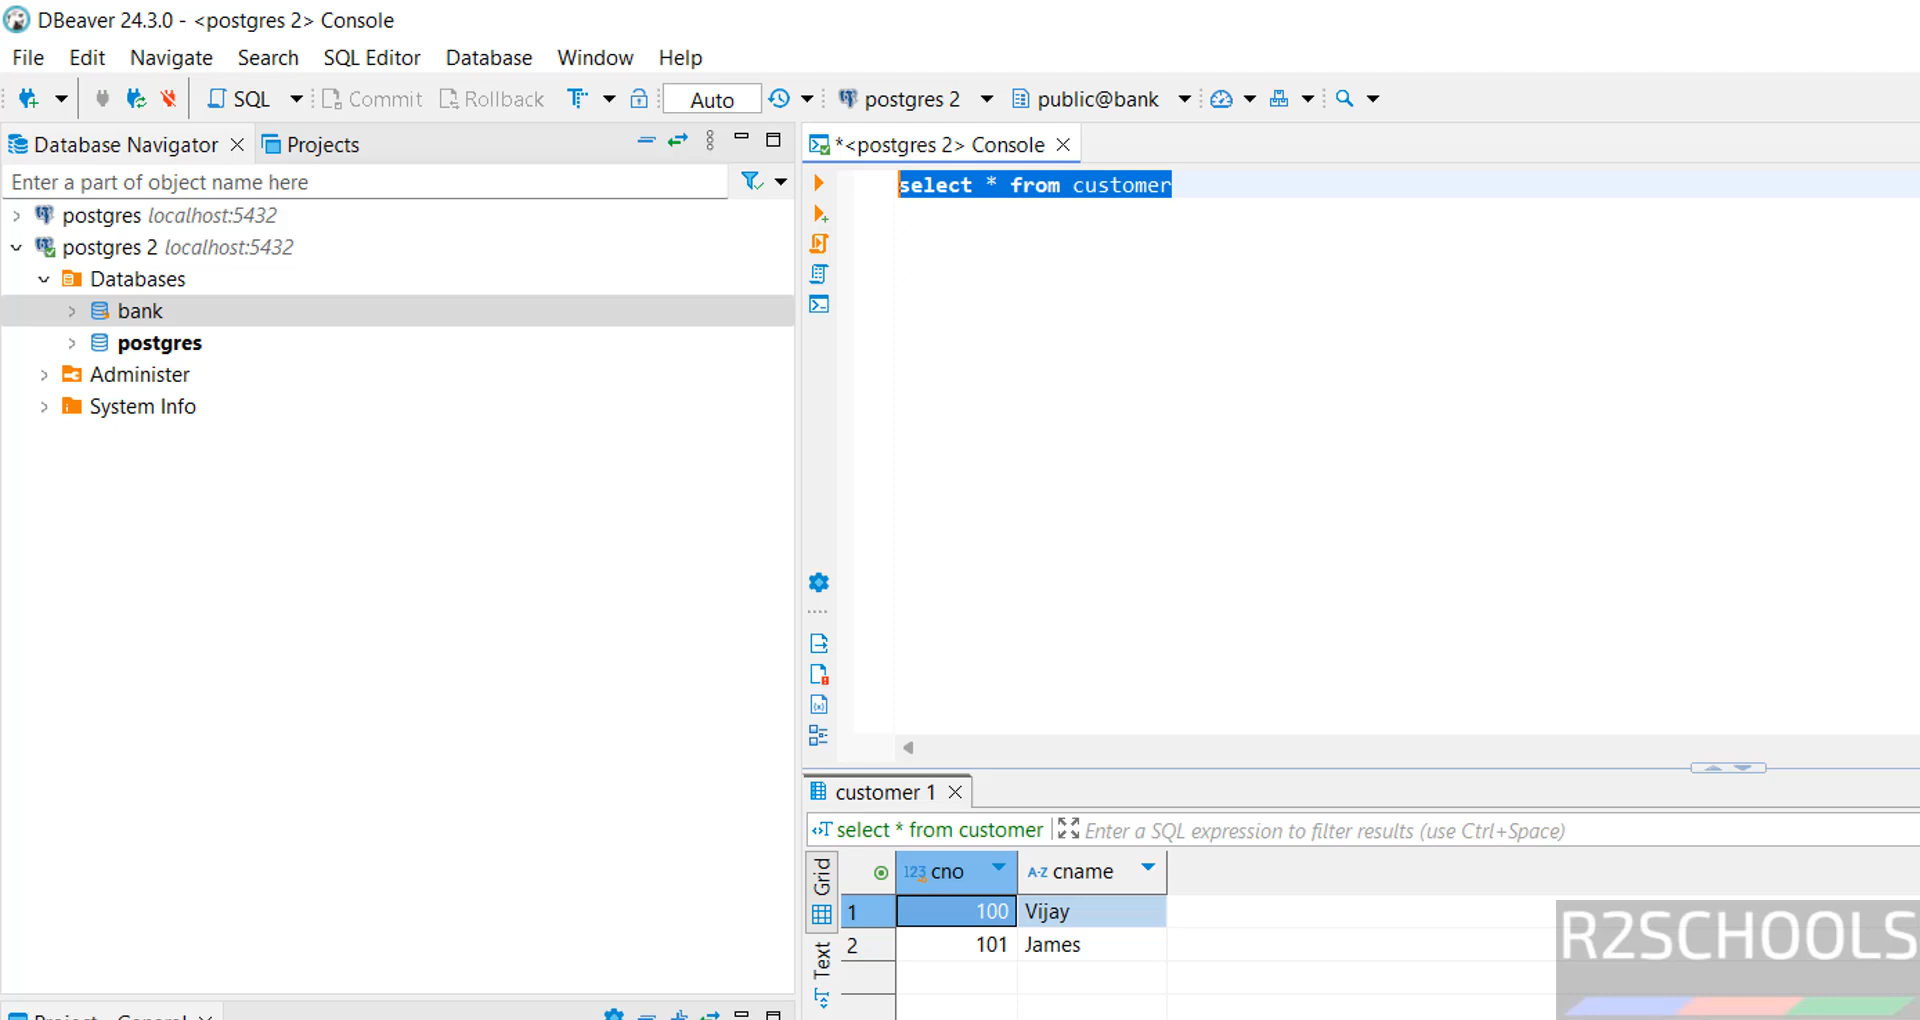 DBeaver 24.3.0 - <postgres 2> Console
File Edit Navigate Search SQL Editor Database Window Help
SQL Commit Rollback Auto postgres 2 public@bank
Database Navigator Projects
*<postgres 2> Console
Enter a part of object name here
select * from customer
postgres localhost:5432
postgres 2 localhost:5432
Databases
bank
postgres
Administer
System Info
customer 1
select * from customer Enter a SQL expression to filter results (use Ctrl+Space)
Grid
Text
123 cno A-Z cname
1 100 Vijay
2 101 James
R2SCHOOLS
Project - General